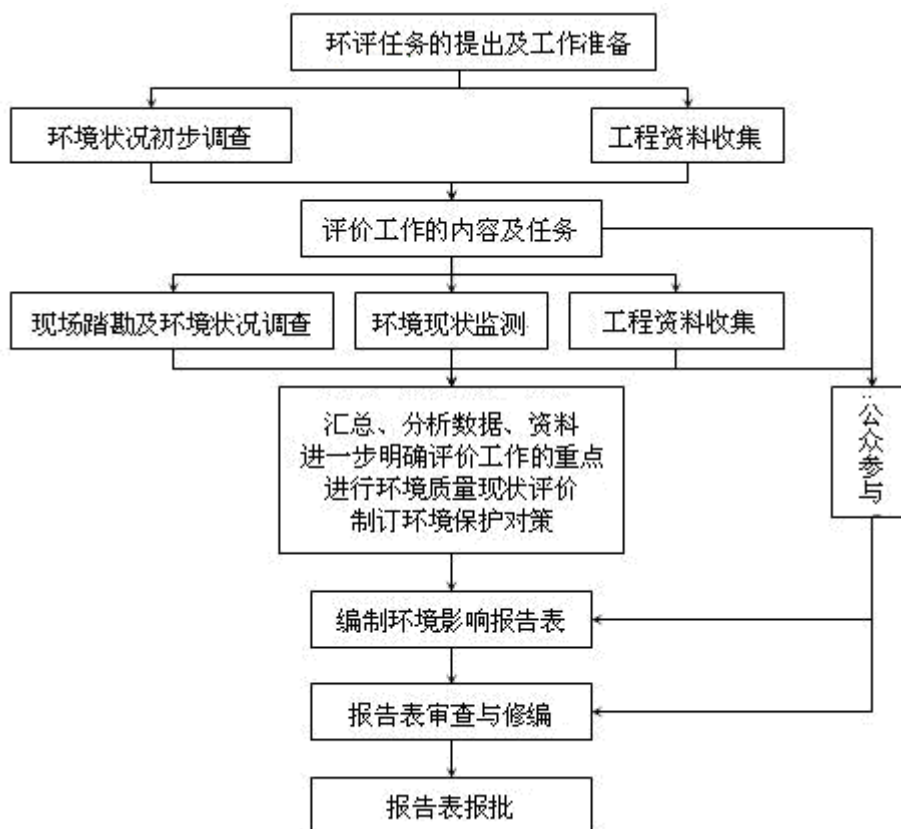 环评任务的提出及工作准备
环境状况初步调查
工程资料收集
评价工作的内容及任务
现场踏勘及环境状况调查
环境现状监测
工程资料收集
汇总、分析数据、资料
进一步明确评价工作的重点
进行环境质量现状评价
制订环境保护对策
公众参与
编制环境影响报告表
报告表审查与修编
报告表报批